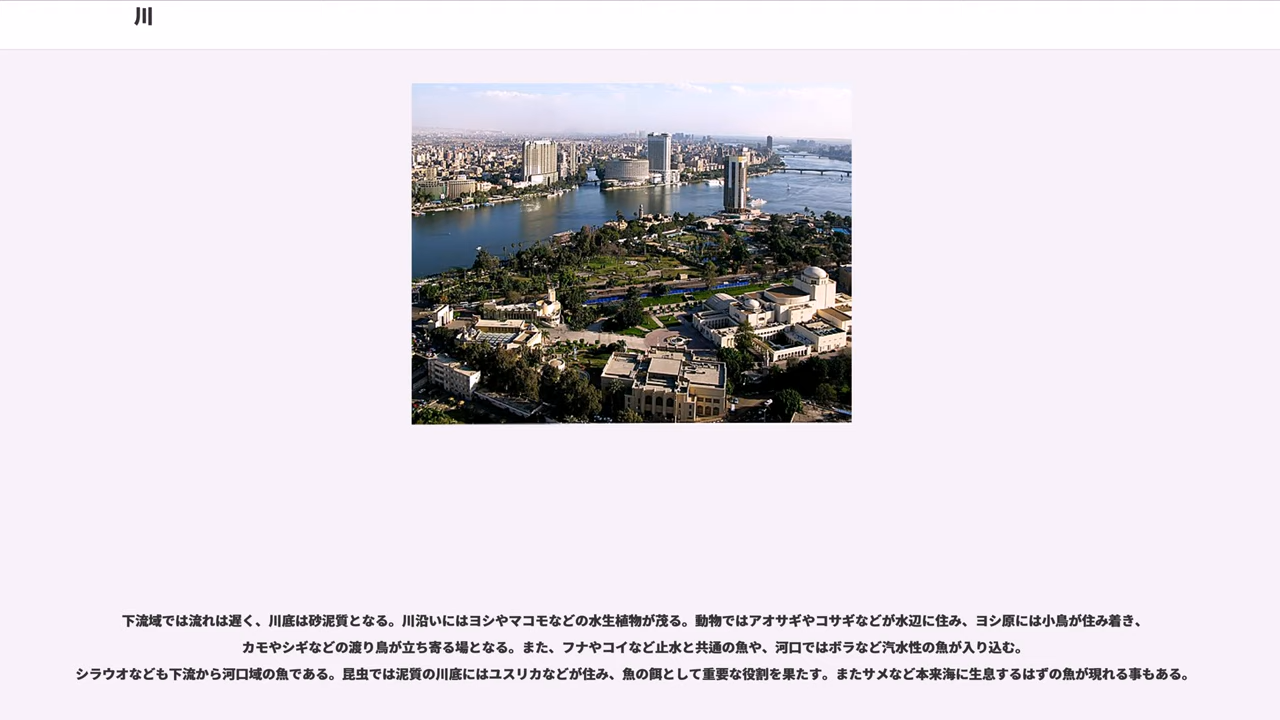 川
下流域では流れは遅く、川底は砂泥質となる。川沿いにはヨシやマコモなどの水生植物が茂る。動物ではアオサギやコサギなどが水辺に住み、ヨシ原には小鳥が住み着き、
カモやシギなどの渡り鳥が立ち寄る場となる。また、フナやコイなど止水と共通の魚や、河口ではボラなど汽水性の魚が入り込む。
シラウオなども下流から河口域の魚である。昆虫では泥質の川底にはユスリカなどが住み、魚の餌として重要な役割を果たす。またサメなど本来海に生息するはずの魚が現れる事もある。